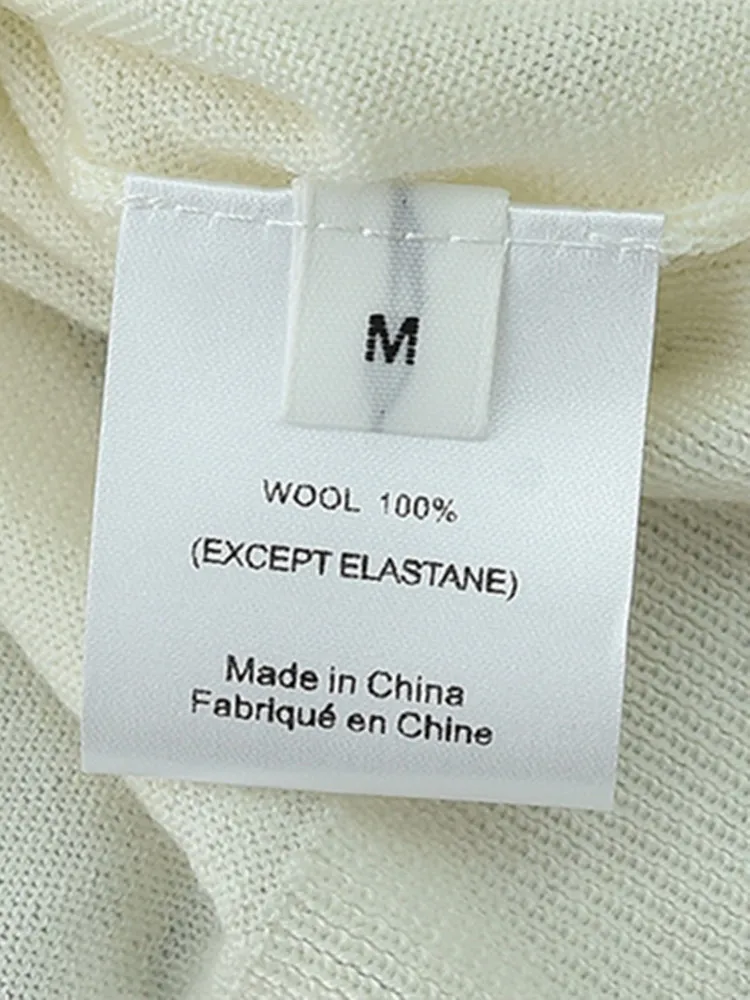 M
WOOL 100%
(EXCEPT ELASTANE)
Made in China
Fabriqué en Chine